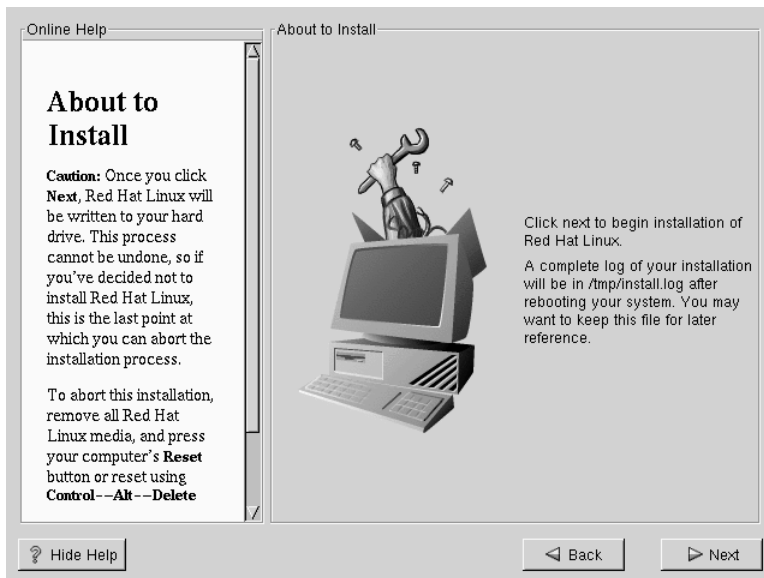 Online Help
About to
Install
Caution: Once you click
Next, Red Hat Linux will
be written to your hard
drive. This process
cannot be undone, so if
you've decided not to
install Red Hat Linux,
this is the last point at
which you can abort the
installation process.
To abort this installation,
remove all Red Hat
Linux media, and press
your computer's Reset
button or reset using
Control--Alt--Delete
About to Install
Click next to begin installation of
Red Hat Linux.
A complete log of your installation
will be in /tmp/install.log after
rebooting your system. You may
want to keep this file for later
reference.
Hide Help
Back
Next